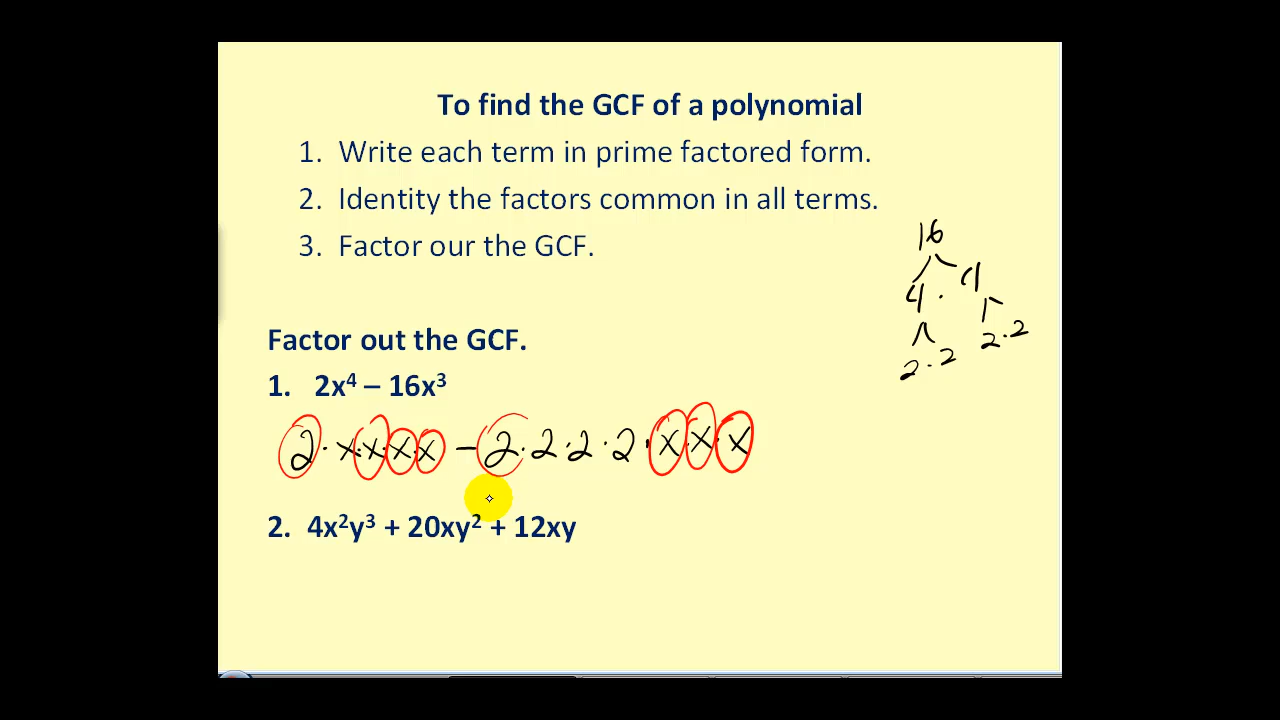 To find the GCF of a polynomial
1. Write each term in prime factored form.
2. Identity the factors common in all terms.
3. Factor our the GCF.
16
4 · 4
2 · 2 2 · 2
Factor out the GCF.
1. 2x⁴ – 16x³
2 · x · x · x · x – 2 · 2 · 2 · 2 · x · x · x
2. 4x²y³ + 20xy² + 12xy